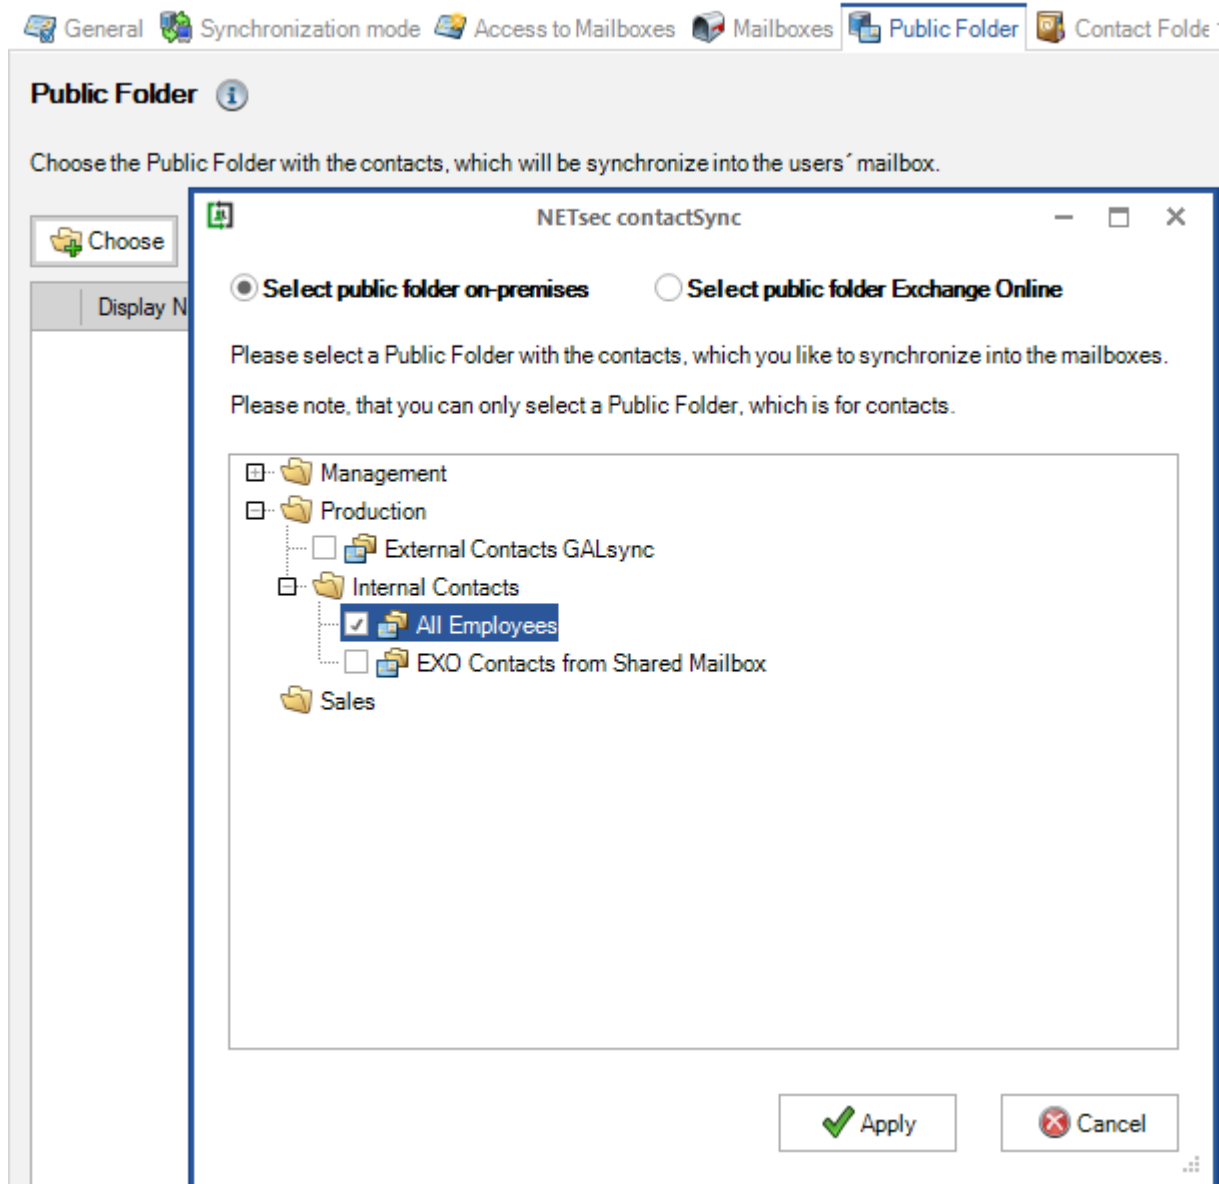 General Synchronization mode Access to Mailboxes Mailboxes Public Folder Contact Folde
Public Folder
Choose the Public Folder with the contacts, which will be synchronize into the users´ mailbox.
NETsec contactSync
Choose
Select public folder on-premises Select public folder Exchange Online
Display N
Please select a Public Folder with the contacts, which you like to synchronize into the mailboxes.
Please note, that you can only select a Public Folder, which is for contacts.
Management
Production
External Contacts GALsync
Internal Contacts
All Employees
EXO Contacts from Shared Mailbox
Sales
Apply Cancel